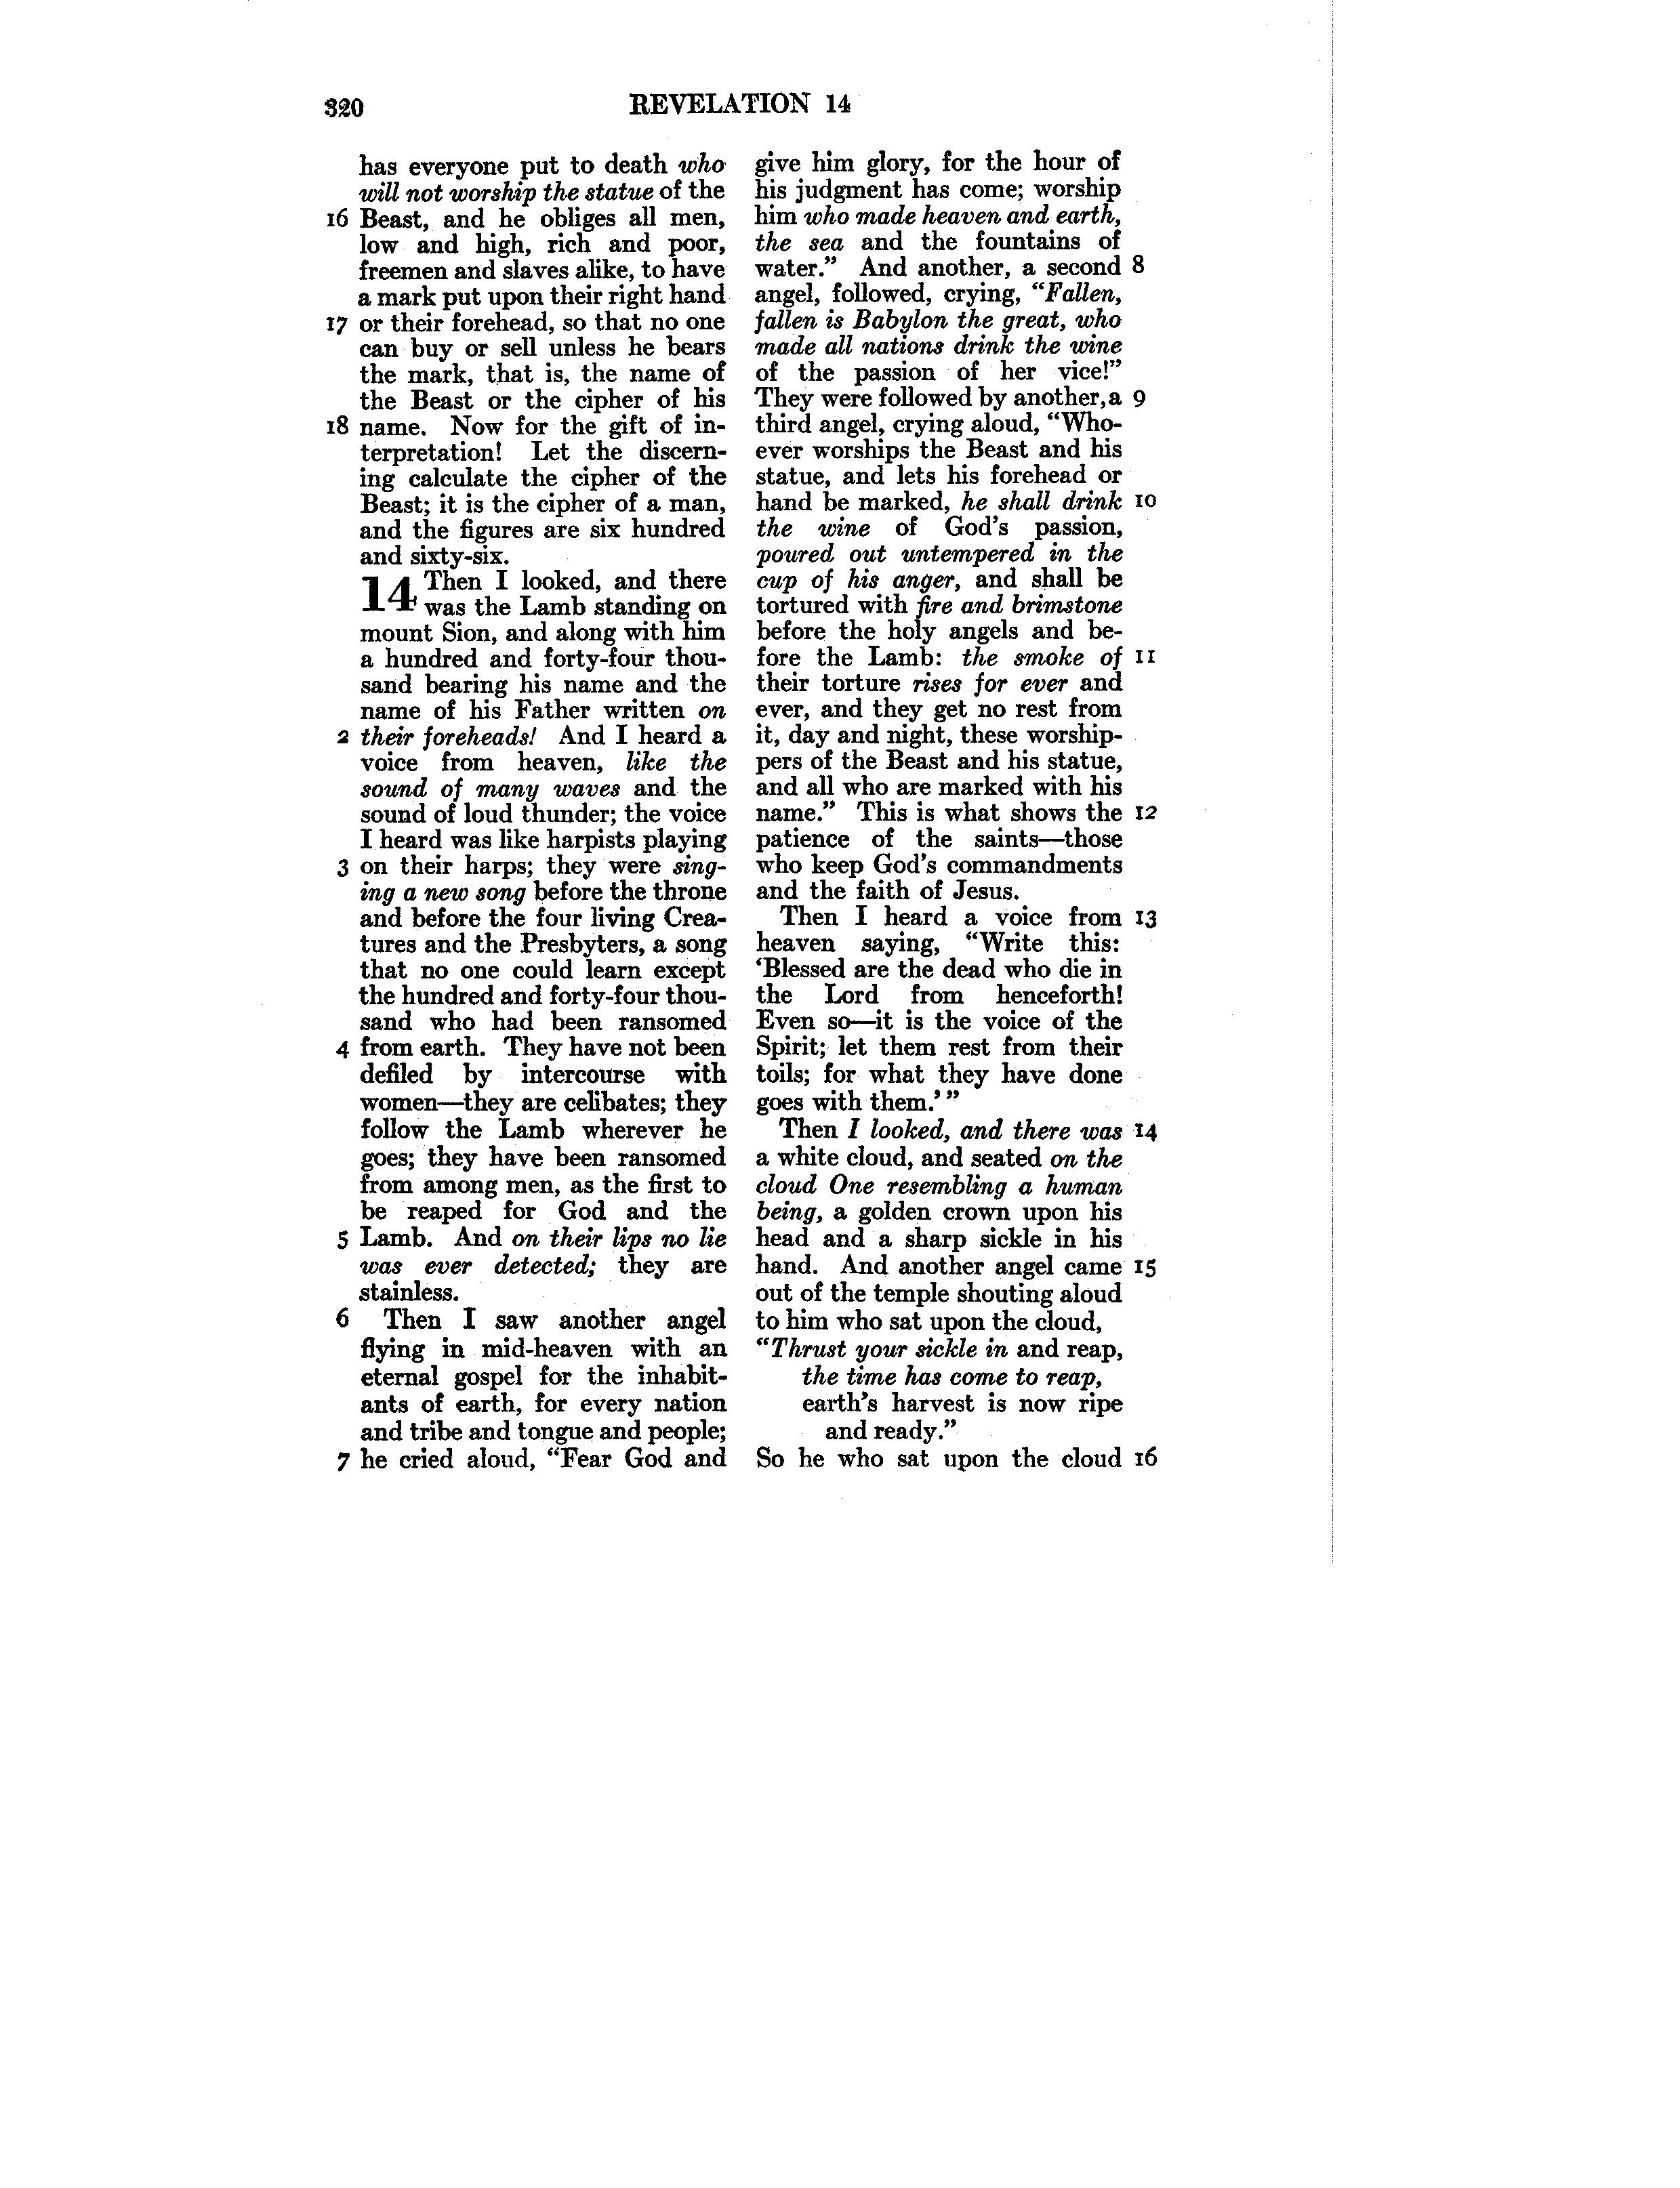 320
REVELATION 14
has everyone put to death who
will not worship the statue of the
16 Beast, and he obliges all men,
low and high, rich and poor,
freemen and slaves alike, to have
a mark put upon their right hand
17 or their forehead, so that no one
can buy or sell unless he bears
the mark, that is, the name of
the Beast or the cipher of his
18 name. Now for the gift of in-
terpretation! Let the discern-
ing calculate the cipher of the
Beast; it is the cipher of a man,
and the figures are six hundred
and sixty-six.
14 Then I looked, and there
was the Lamb standing on
mount Sion, and along with him
a hundred and forty-four thou-
sand bearing his name and the
name of his Father written on
2 their foreheads! And I heard a
voice from heaven, like the
sound of many waves and the
sound of loud thunder; the voice
I heard was like harpists playing
3 on their harps; they were sing-
ing a new song before the throne
and before the four living Crea-
tures and the Presbyters, a song
that no one could learn except
the hundred and forty-four thou-
sand who had been ransomed
4 from earth. They have not been
defiled by intercourse with
women—they are celibates; they
follow the Lamb wherever he
goes; they have been ransomed
from among men, as the first to
be reaped for God and the
5 Lamb. And on their lips no lie
was ever detected; they are
stainless.
6 Then I saw another angel
flying in mid-heaven with an
eternal gospel for the inhabit-
ants of earth, for every nation
and tribe and tongue and people;
7 he cried aloud, “Fear God and
give him glory, for the hour of
his judgment has come; worship
him who made heaven and earth,
the sea and the fountains of
water.” And another, a second 8
angel, followed, crying, “Fallen,
fallen is Babylon the great, who
made all nations drink the wine
of the passion of her vice!”
They were followed by another, a 9
third angel, crying aloud, “Who-
ever worships the Beast and his
statue, and lets his forehead or
hand be marked, he shall drink 10
the wine of God’s passion,
poured out untempered in the
cup of his anger, and shall be
tortured with fire and brimstone
before the holy angels and be-
fore the Lamb: the smoke of 11
their torture rises for ever and
ever, and they get no rest from
it, day and night, these worship-
pers of the Beast and his statue,
and all who are marked with his
name.” This is what shows the 12
patience of the saints—those
who keep God’s commandments
and the faith of Jesus.
Then I heard a voice from 13
heaven saying, “Write this:
‘Blessed are the dead who die in
the Lord from henceforth!
Even so—it is the voice of the
Spirit; let them rest from their
toils; for what they have done
goes with them.’”
Then I looked, and there was 14
a white cloud, and seated on the
cloud One resembling a human
being, a golden crown upon his
head and a sharp sickle in his
hand. And another angel came 15
out of the temple shouting aloud
to him who sat upon the cloud,
“Thrust your sickle in and reap,
the time has come to reap,
earth’s harvest is now ripe
and ready.”
So he who sat upon the cloud 16